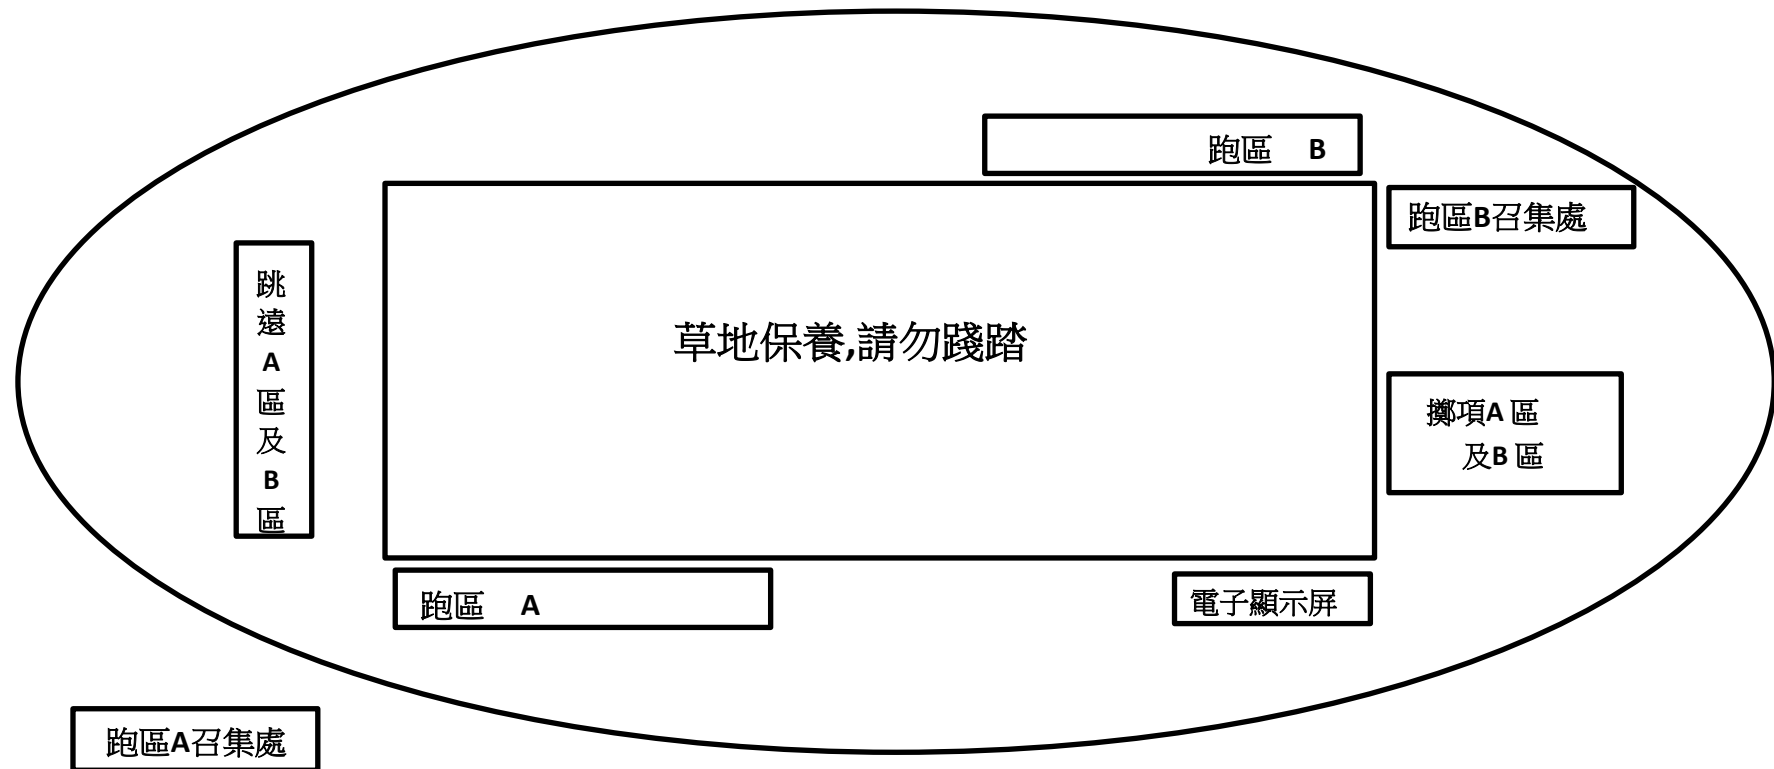 跑區 B
跑區B召集處
跳
遠
A
區
及
B
區
草地保養,請勿踐踏
擲項A 區
及B 區
跑區 A
電子顯示屏
跑區A召集處